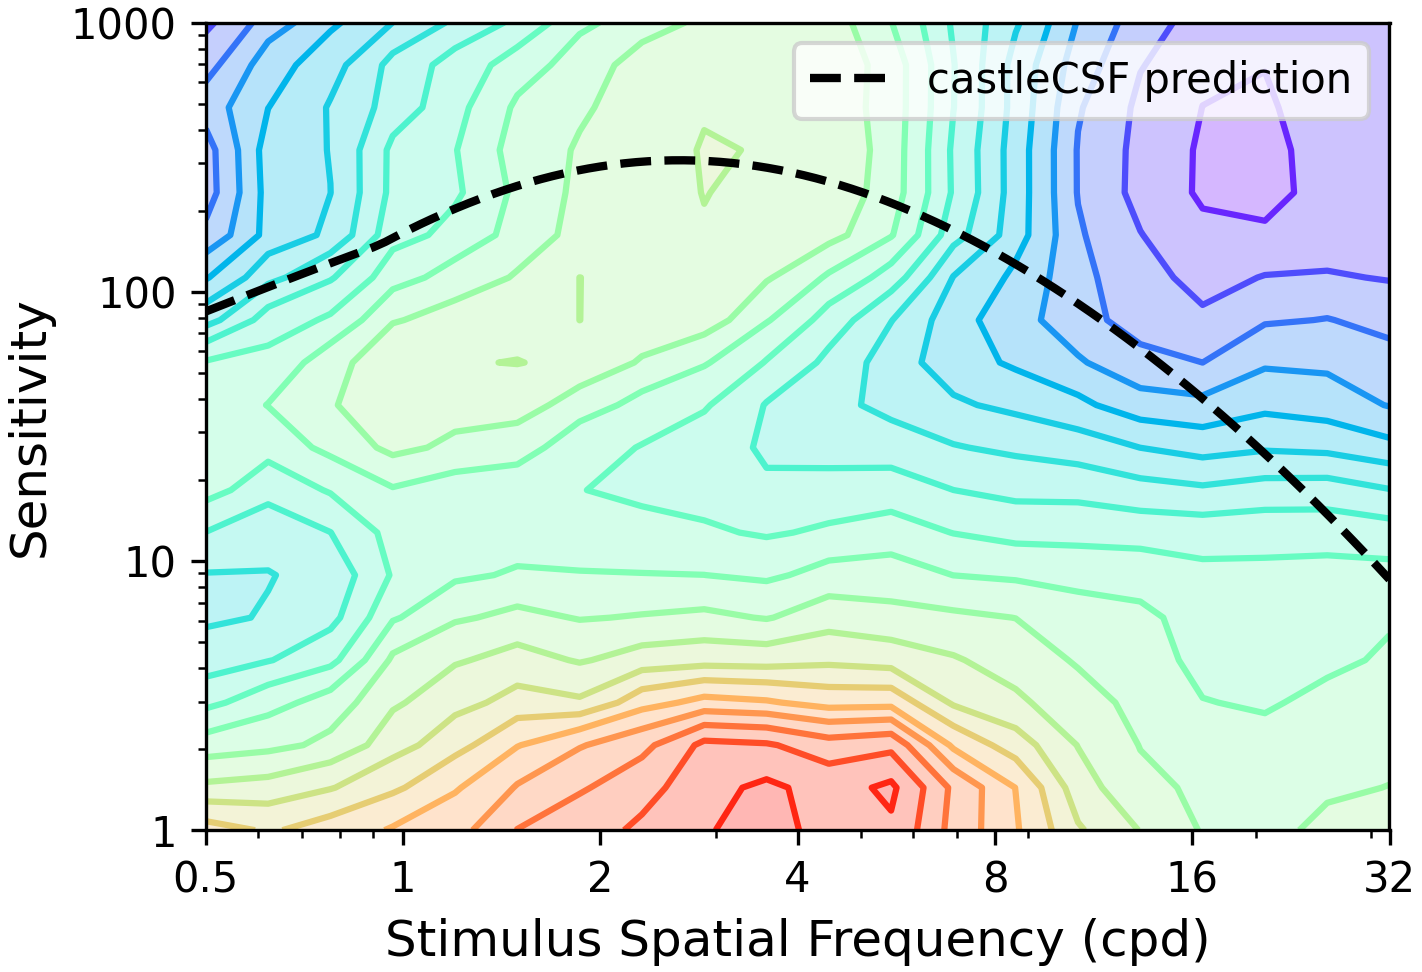 1000
castleCSF prediction
100
10
1
Sensitivity
0.5 1 2 4 8 16 32
Stimulus Spatial Frequency (cpd)